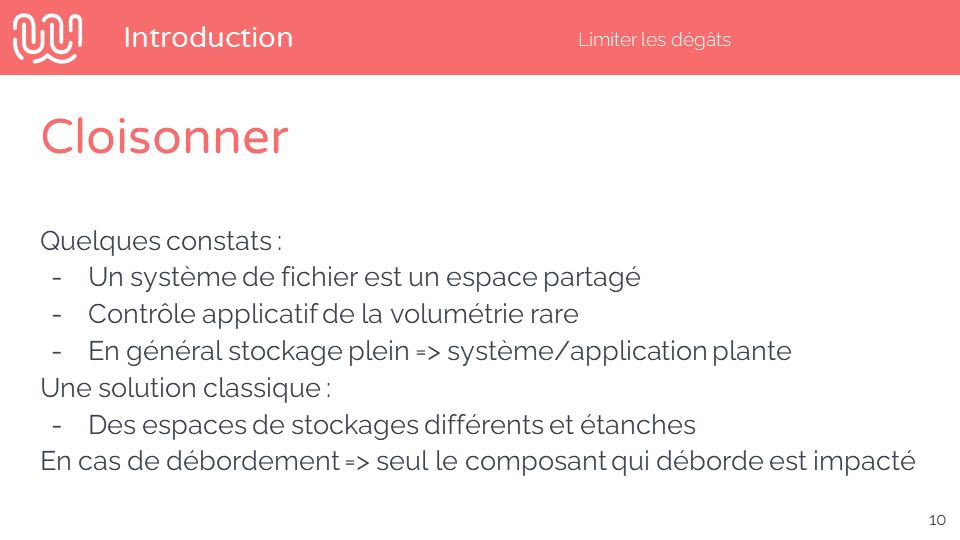 Introduction
Limiter les dégâts
Cloisonner
Quelques constats :
- Un système de fichier est un espace partagé
- Contrôle applicatif de la volumétrie rare
- En général stockage plein => système/application plante
Une solution classique :
- Des espaces de stockages différents et étanches
En cas de débordement => seul le composant qui déborde est impacté
10